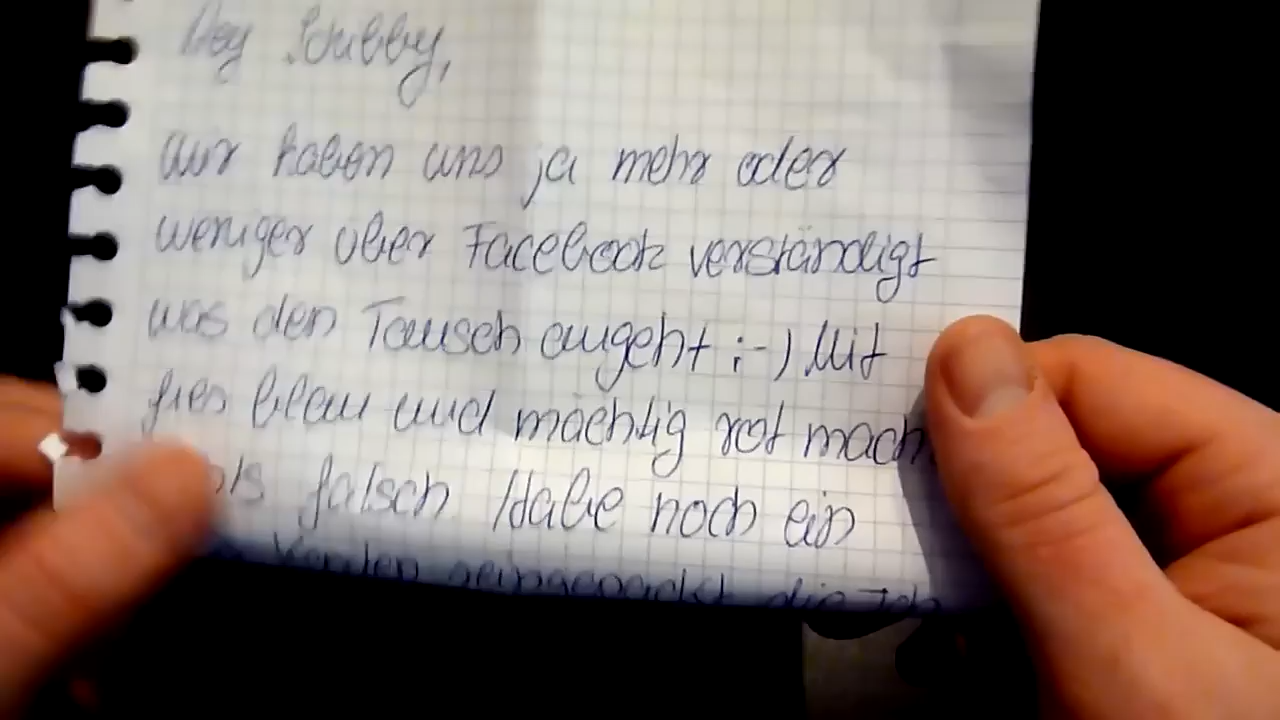 Hey Stubby,
wir haben uns ja mehr oder
weniger über Facebook verständigt
was den Tausch angeht ;-) Mit
fies blau und mächtig rot mach
falsch Habe noch ein